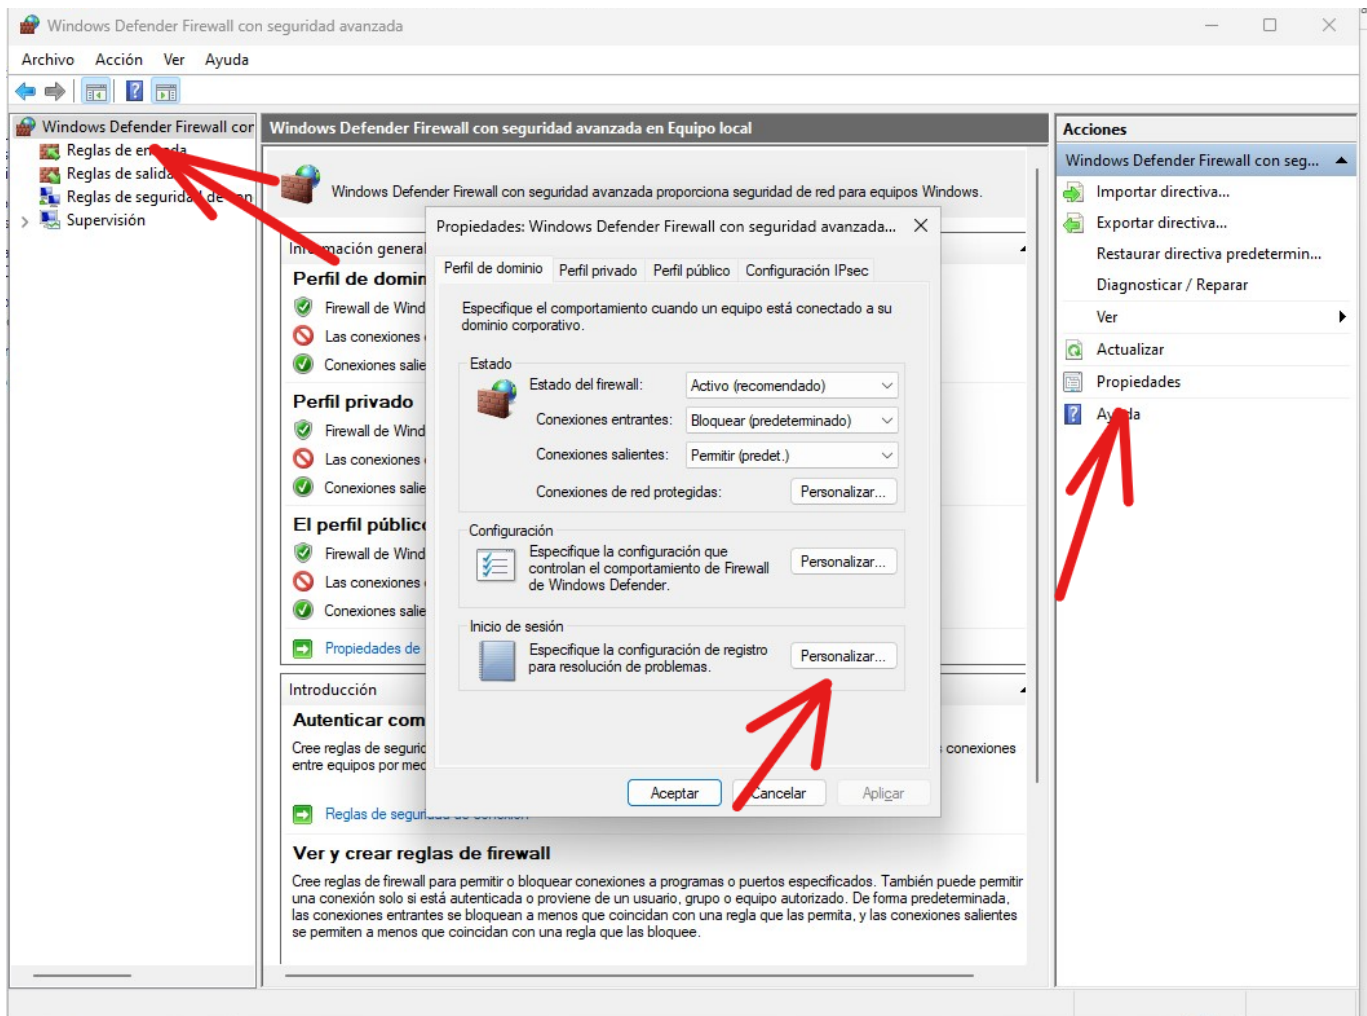 Windows Defender Firewall con seguridad avanzada
Archivo Acción Ver Ayuda
Windows Defender Firewall con
Reglas de
Reglas de salida
Reglas de
Supervisión
Windows Defender Firewall con seguridad avanzada en Equipo local
Windows Defender Firewall con seguridad avanzada proporciona seguridad de red para equipos Windows.
general
Perfil de domin
Firewall de Wind
Las conexiones
Conexiones salie
Perfil privado
Firewall de Wind
Las conexiones
Conexiones salie
El perfil público
Firewall de Wind
Las conexiones
Conexiones salie
Propiedades de
Introducción
Autenticar com
Cree reglas de segurid
conexiones
entre equipos por med
Reglas de
Ver y crear reglas de firewall
Cree reglas de firewall para permitir o bloquear conexiones a programas o puertos especificados. También puede permitir
una conexión solo si está autenticada o proviene de un usuario, grupo o equipo autorizado. De forma predeterminada,
las conexiones entrantes se bloquean a menos que coincidan con una regla que las permita, y las conexiones salientes
se permiten a menos que coincidan con una regla que las bloquee.
Propiedades: Windows Defender Firewall con seguridad avanzada...
Perfil de dominio Perfil privado Perfil público Configuración IPsec
Especifique el comportamiento cuando un equipo está conectado a su
dominio corporativo.
Estado
Estado del firewall: Activo (recomendado)
Conexiones entrantes: Bloquear (predeterminado)
Conexiones salientes: Permitir (predet.)
Conexiones de red protegidas: Personalizar...
Configuración
Especifique la configuración que
controlan el comportamiento de Firewall
de Windows Defender.
Personalizar...
Inicio de sesión
Especifique la configuración de registro
para resolución de problemas.
Personalizar...
Aceptar Cancelar Aplicar
Acciones
Windows Defender Firewall con seg...
Importar directiva...
Exportar directiva...
Restaurar directiva predetermin...
Diagnosticar / Reparar
Ver
Actualizar
Propiedades
Ayuda